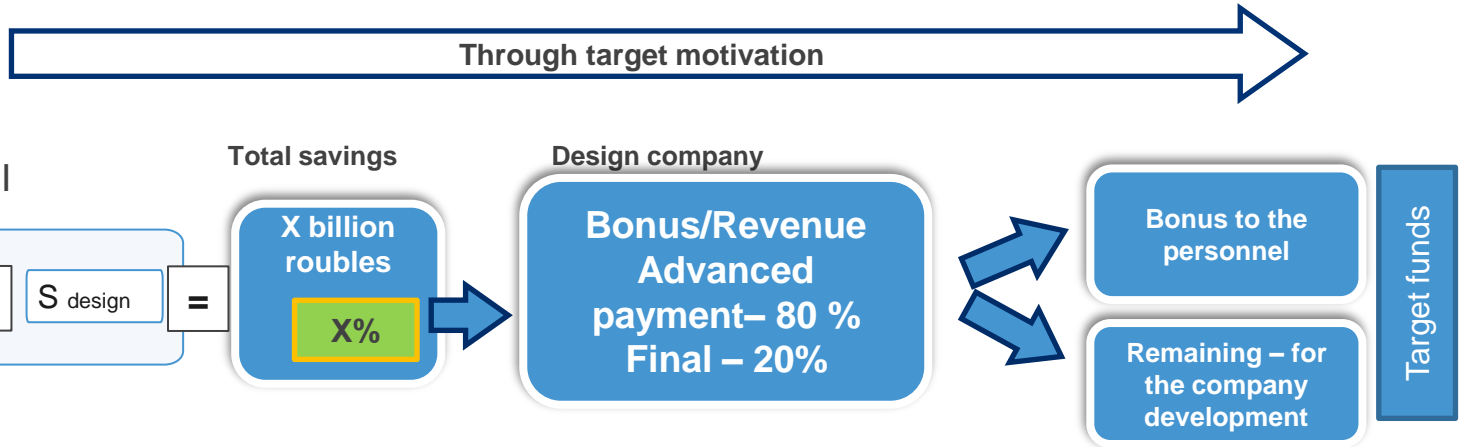 Through target motivation
Total savings
Design company
X billion
roubles
X%
S design
=
Bonus/Revenue
Advanced
payment– 80 %
Final – 20%
Bonus to the
personnel
Remaining – for
the company
development
Target funds